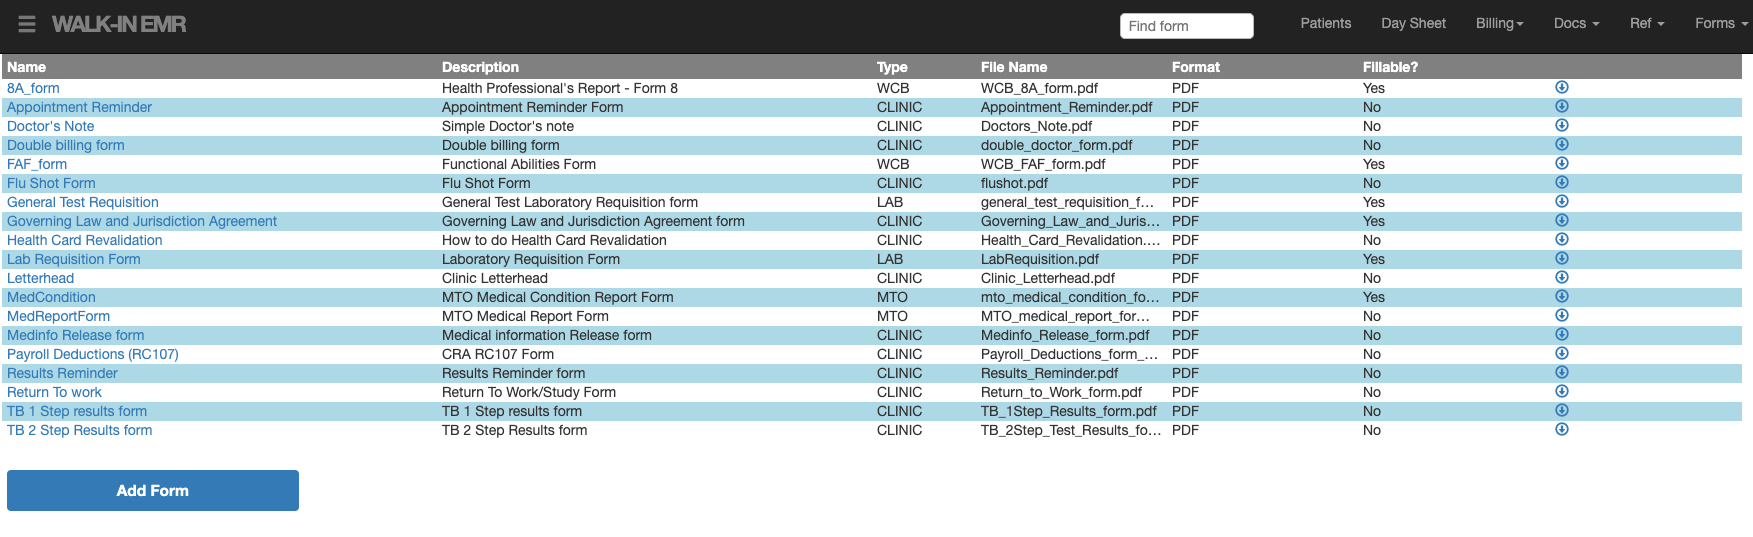 WALK-IN EMR Find form Patients Day Sheet Billing Docs Ref Forms
Name Description Type File Name Format Fillable?
8A_form Health Professional's Report - Form 8 WCB WCB_8A_form.pdf PDF Yes
Appointment Reminder Appointment Reminder Form CLINIC Appointment_Reminder.pdf PDF No
Doctor's Note Simple Doctor's note CLINIC Doctors_Note.pdf PDF No
Double billing form Double billing form CLINIC double_doctor_form.pdf PDF No
FAF_form Functional Abilities Form WCB WCB_FAF_form.pdf PDF Yes
Flu Shot Form Flu Shot Form CLINIC flushot.pdf PDF No
General Test Requisition General Test Laboratory Requisition form LAB general_test_requisition_f... PDF Yes
Governing Law and Jurisdiction Agreement Governing Law and Jurisdiction Agreement form CLINIC Governing_Law_and_Juris... PDF Yes
Health Card Revalidation How to do Health Card Revalidation CLINIC Health_Card_Revalidation.... PDF No
Lab Requisition Form Laboratory Requisition Form LAB LabRequisition.pdf PDF Yes
Letterhead Clinic Letterhead CLINIC Clinic_Letterhead.pdf PDF No
MedCondition MTO Medical Condition Report Form MTO mto_medical_condition_fo... PDF Yes
MedReportForm MTO Medical Report Form MTO MTO_medical_report_for... PDF No
Medinfo Release form Medical information Release form CLINIC Medinfo_Release_form.pdf PDF No
Payroll Deductions (RC107) CRA RC107 Form CLINIC Payroll_Deductions_form_... PDF No
Results Reminder Results Reminder form CLINIC Results_Reminder.pdf PDF No
Return To work Return To Work/Study Form CLINIC Return_to_Work_form.pdf PDF No
TB 1 Step results form TB 1 Step results form CLINIC TB_1Step_Results_form.pdf PDF No
TB 2 Step Results form TB 2 Step Results form CLINIC TB_2Step_Test_Results_fo... PDF No
Add Form